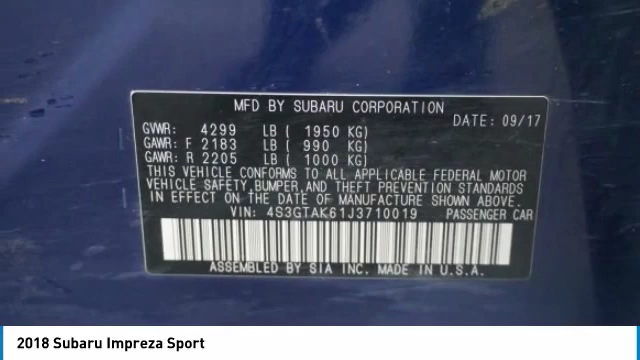 MFD BY SUBARU CORPORATION
DATE: 09/17
GVWR: 4299 LB ( 1950 KG)
GAWR: F 2183 LB ( 990 KG)
GAWR: R 2205 LB ( 1000 KG)
THIS VEHICLE CONFORMS TO ALL APPLICABLE FEDERAL MOTOR
VEHICLE SAFETY, BUMPER, AND THEFT PREVENTION STANDARDS
IN EFFECT ON THE DATE OF MANUFACTURE SHOWN ABOVE.
VIN: 4S3GTAK61J3710019 PASSENGER CAR
ASSEMBLED BY SIA INC. MADE IN U.S.A.
2018 Subaru Impreza Sport